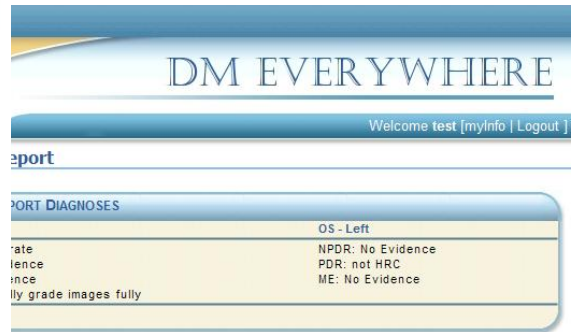 DM EVERYWHERE
Welcome test [myInfo | Logout ]
eport
PORT DIAGNOSES
OS - Left
rate NPDR: No Evidence
lence PDR: not HRC
ence ME: No Evidence
lly grade images fully